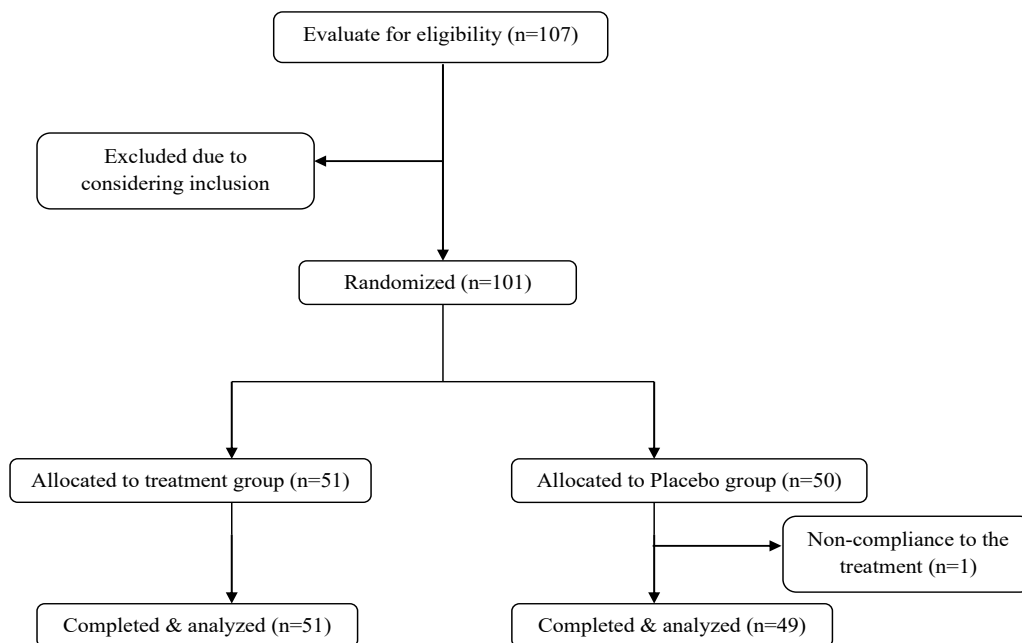 Evaluate for eligibility (n=107)
Excluded due to
considering inclusion
Randomized (n=101)
Allocated to treatment group (n=51)
Allocated to Placebo group (n=50)
Non-compliance to the
treatment (n=1)
Completed & analyzed (n=51)
Completed & analyzed (n=49)